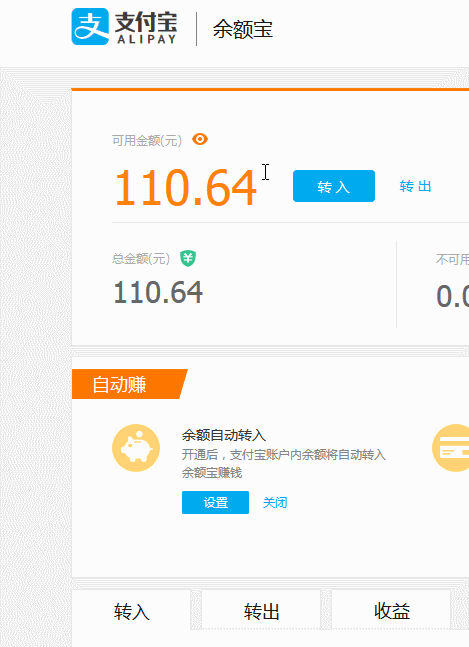 支付宝 余额宝
ALIPAY
可用金额(元)
110.64 转 入 转 出
总金额(元) 不可用
110.64 0.0
自动赚
余额自动转入
开通后，支付宝账户内余额将自动转入
余额宝赚钱
设置 关闭
转入 转出 收益